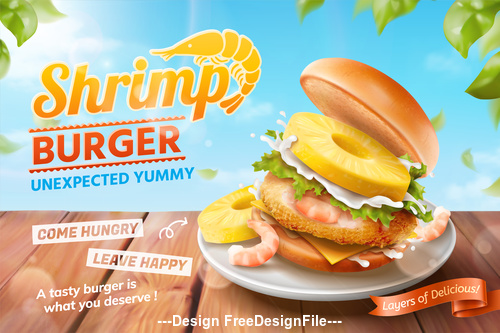 Shrimp
BURGER
UNEXPECTED YUMMY
COME HUNGRY
LEAVE HAPPY
A tasty burger is
what you deserve !
Layers of Delicious!
---Design FreeDesignFile---